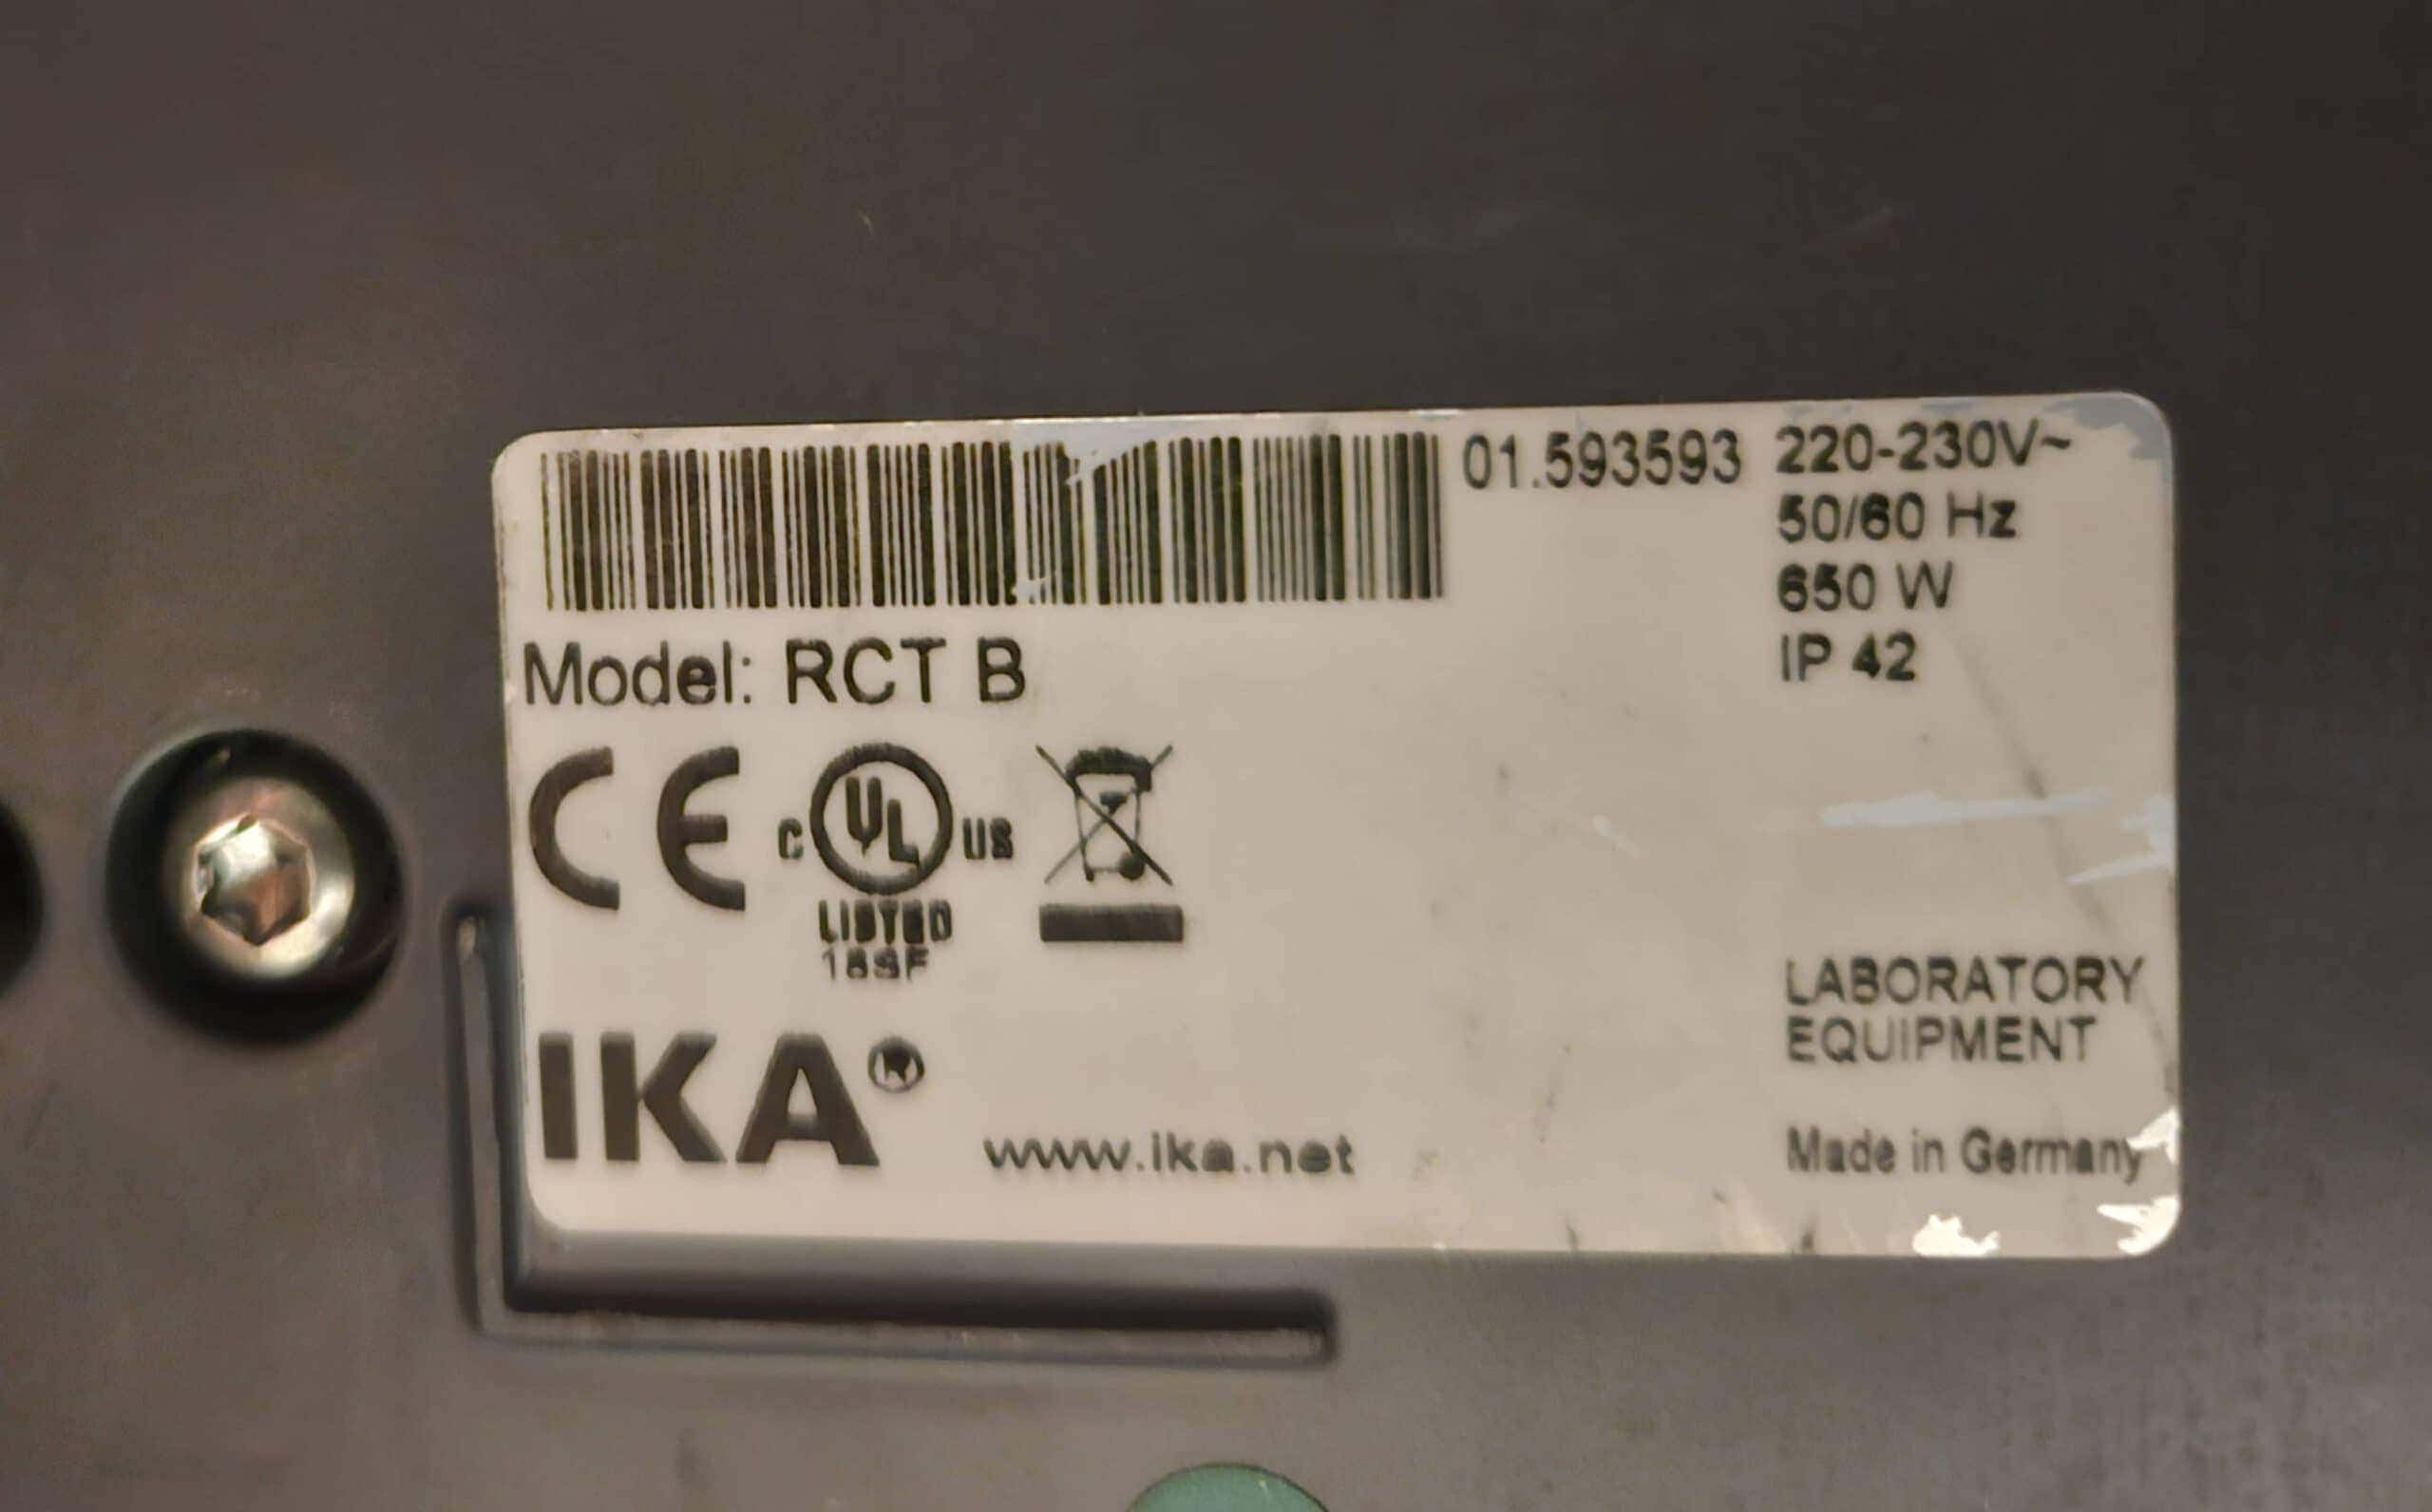 01.593593
220-230V~
50/60 Hz
650 W
IP 42
Model: RCT B
CE
C UL US
LISTED
IKA®
www.ika.net
LABORATORY
EQUIPMENT
Made in Germany